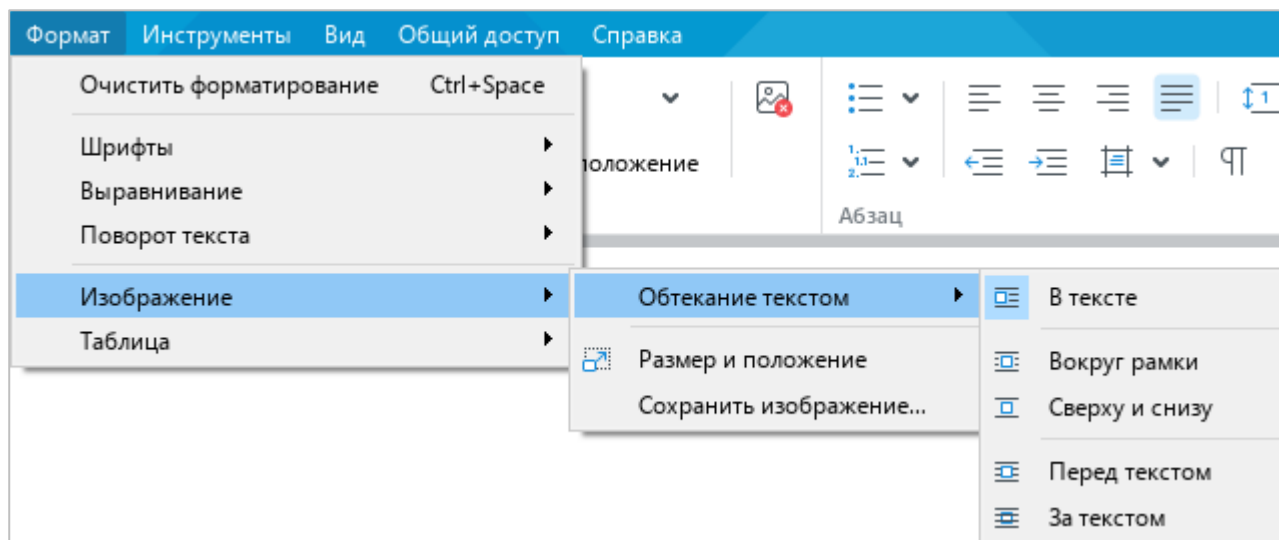 Формат Инструменты Вид Общий доступ Справка
Очистить форматирование Ctrl+Space
Шрифты
положение
Выравнивание
Абзац
Поворот текста
Изображение
Таблица
Обтекание текстом
Размер и положение
Сохранить изображение...
В тексте
Вокруг рамки
Сверху и снизу
Перед текстом
За текстом